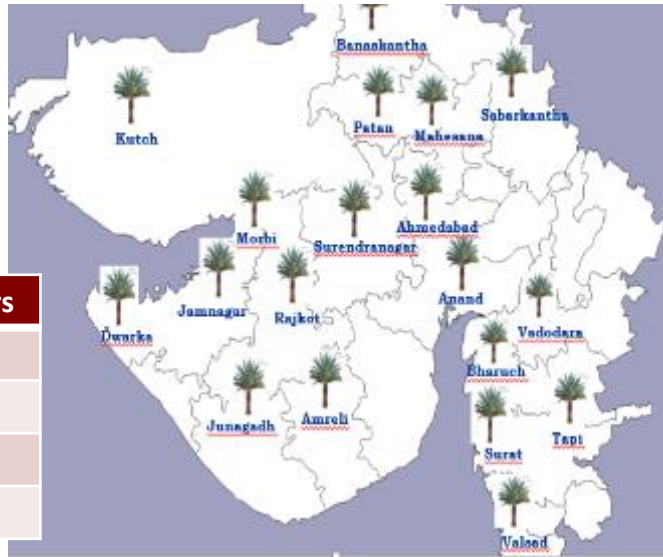 Banaskantha
Patan
Mahesana
Sabarkantha
Kutch
Morbi
Surendranagar
Ahmedabad
Dwarka
Jamnagar
Rajkot
Anand
Vadodara
Bharuch
Junagadh
Amreli
Surat
Tapi
Valsad